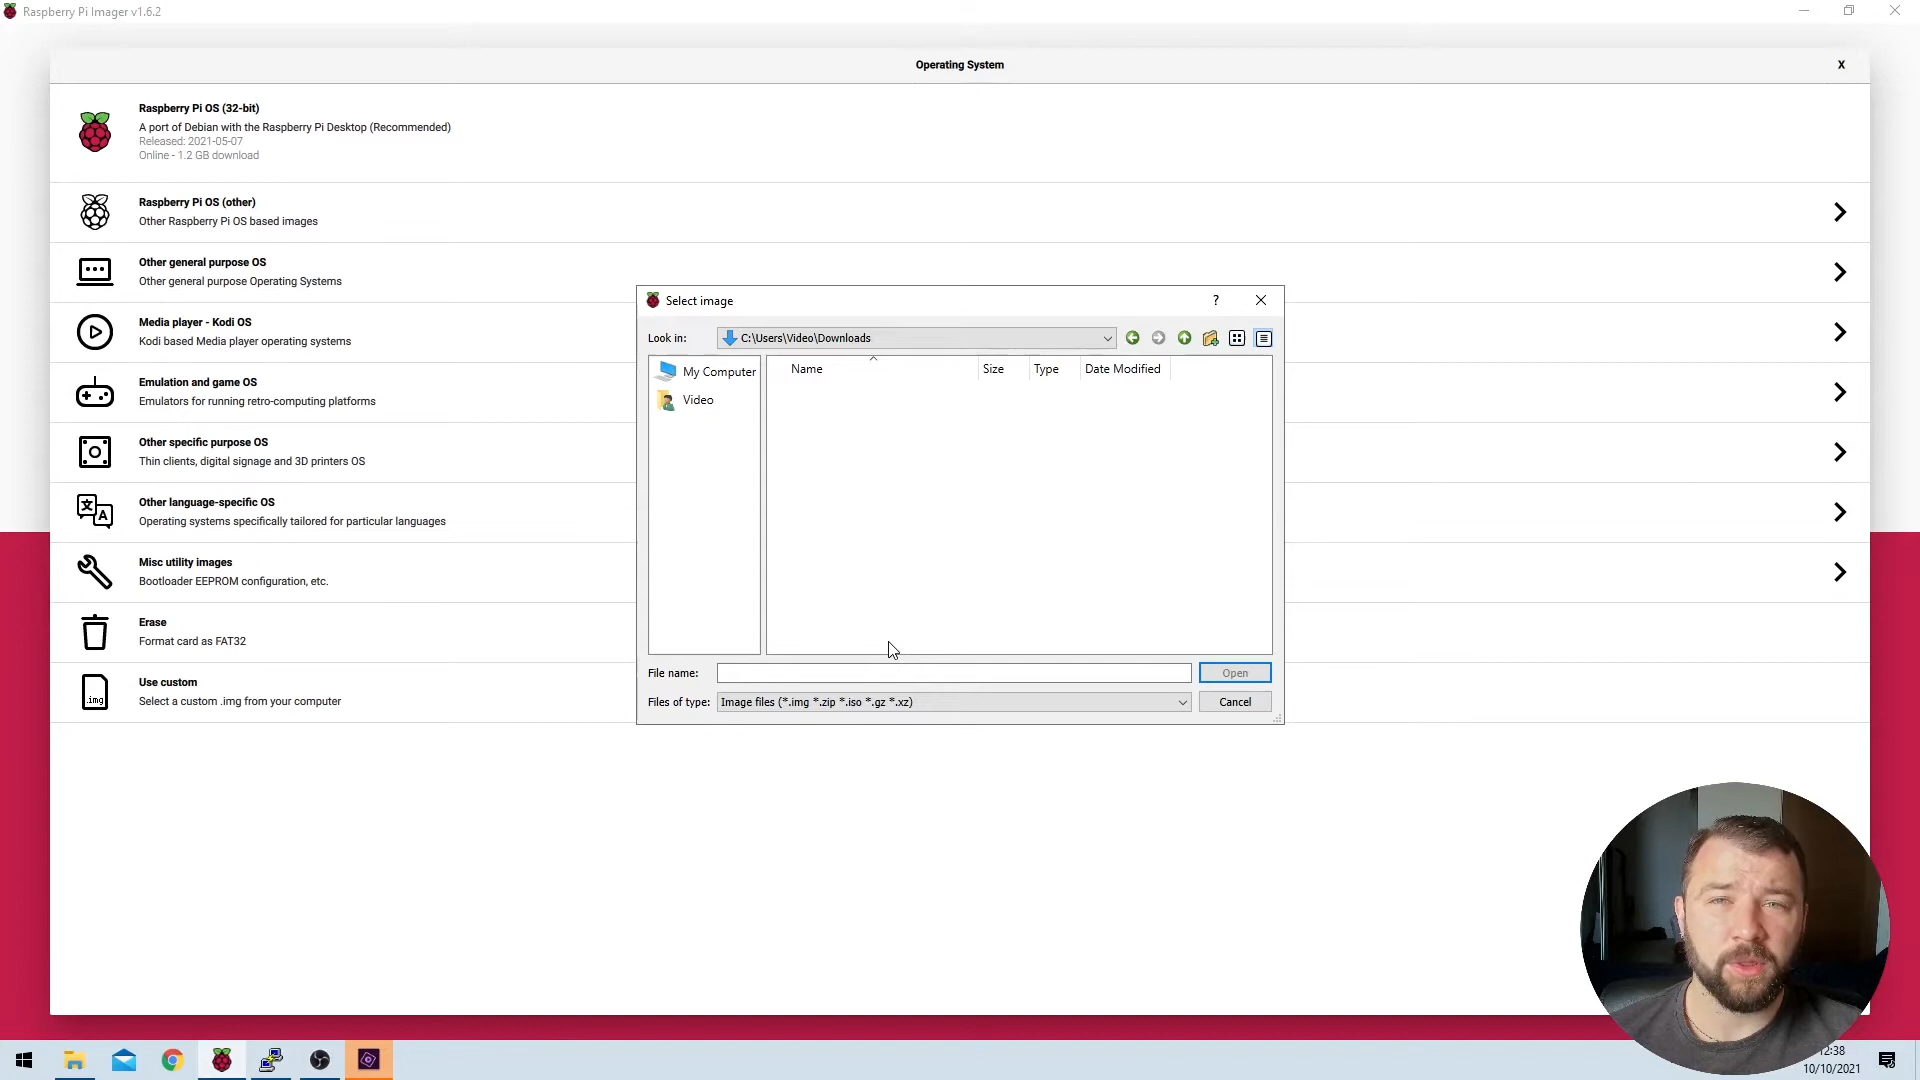 Raspberry Pi Imager v1.6.2
Operating System
X
Raspberry Pi OS (32-bit)
A port of Debian with the Raspberry Pi Desktop (Recommended)
Released: 2021-05-07
Online - 1.2 GB download
Raspberry Pi OS (other)
Other Raspberry Pi OS based images
Other general purpose OS
Other general purpose Operating Systems
Media player - Kodi OS
Kodi based Media player operating systems
Emulation and game OS
Emulators for running retro-computing platforms
Other specific purpose OS
Thin clients, digital signage and 3D printers OS
文 A
Other language-specific OS
Operating systems specifically tailored for particular languages
Misc utility images
Bootloader EEPROM configuration, etc.
Erase
Format card as FAT32
.img
Use custom
Select a custom .img from your computer
Select image
?
Look in: C:\Users\Video\Downloads
My Computer
Video
Name Size Type Date Modified
File name: Open
Files of type: Image files (*.img *.zip *.iso *.gz *.xz) Cancel
12:38
10/10/2021